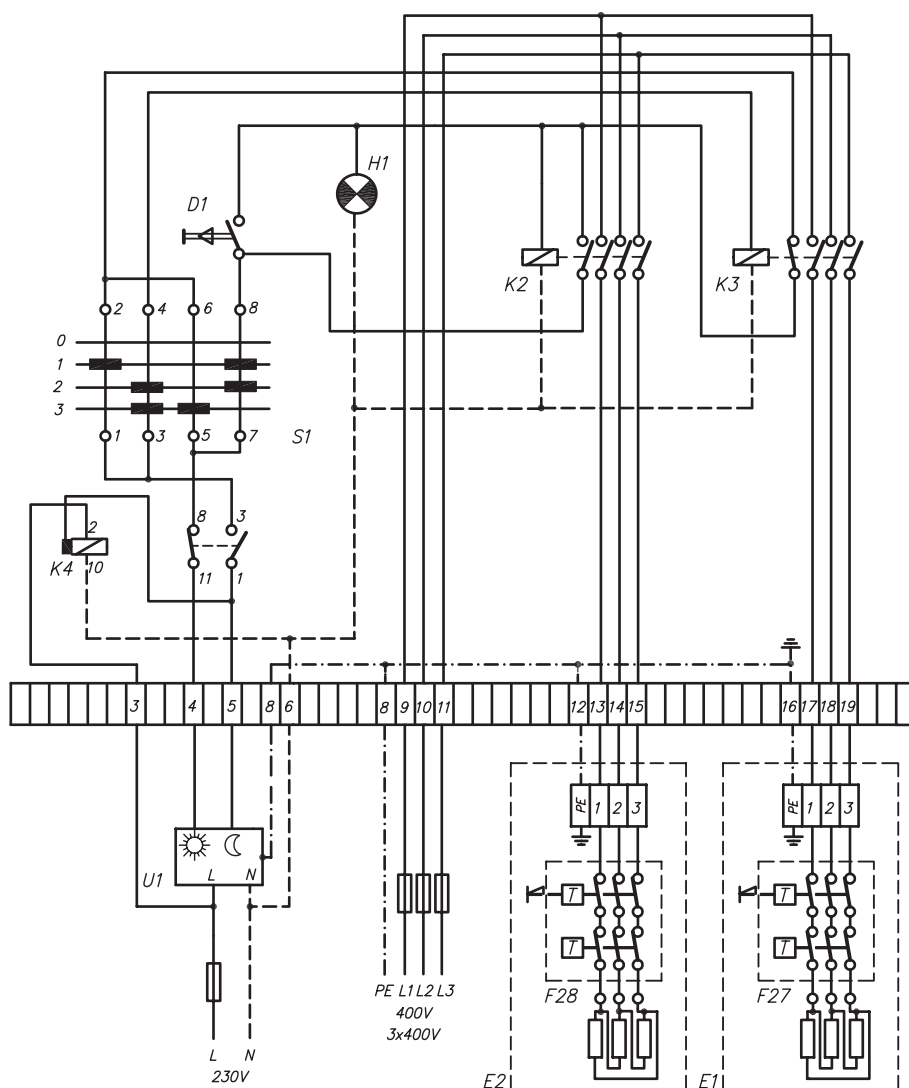 H1
D1
K2
K3
2 4 6 8
0
1
2
3
1 3 5 7
S1
8 3
2
K4 10 11 1
3 4 5 8 6 8 9 10 11 12 13 14 15 16 17 18 19
PE 1 2 3
PE 1 2 3
U1 L N
T
T
T
T
F28
F27
PE L1 L2 L3
400V
3x400V
L N
230V
E2
E1